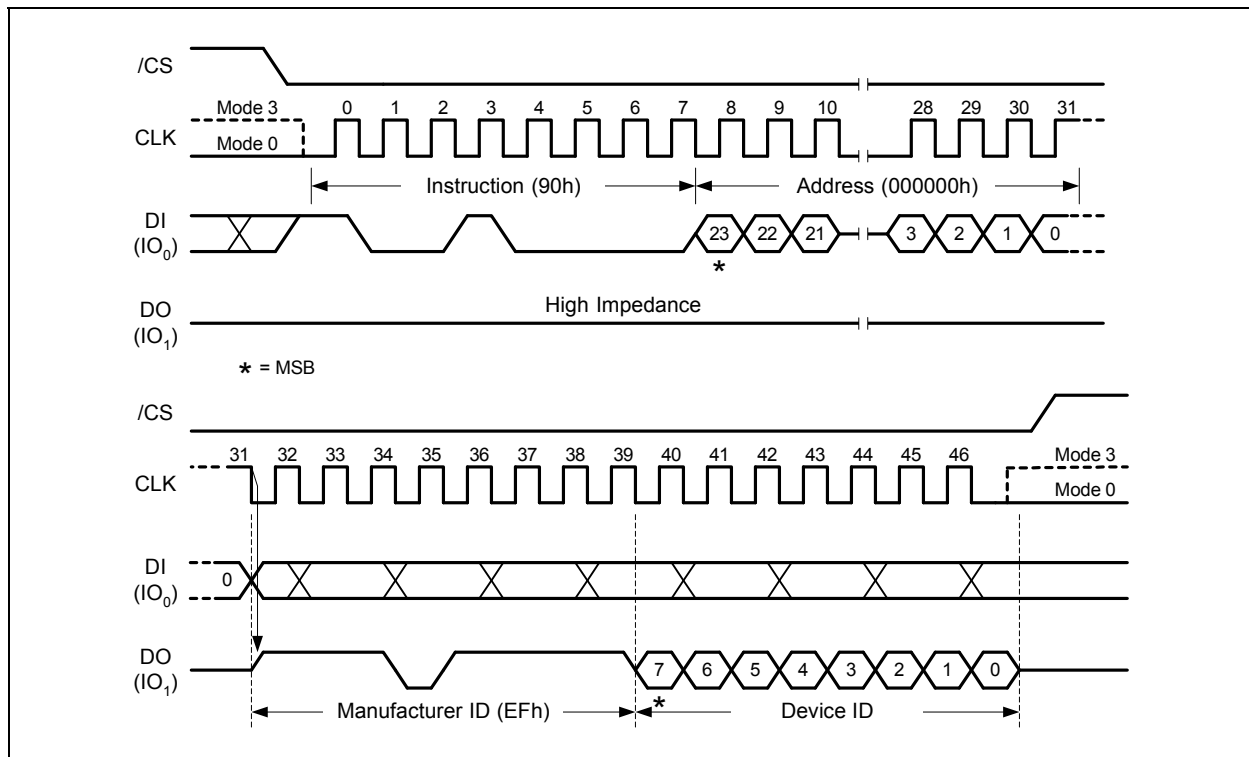 /CS
Mode 3 0 1 2 3 4 5 6 7 8 9 10 28 29 30 31
CLK
Mode 0
Instruction (90h) Address (000000h)
DI
(IO0) 23 22 21 3 2 1 0
*
High Impedance
DO
(IO1)
* = MSB
/CS
31 32 33 34 35 36 37 38 39 40 41 42 43 44 45 46 Mode 3
CLK
Mode 0
DI
(IO0) 0
DO
(IO1) 7 6 5 4 3 2 1 0
*
Manufacturer ID (EFh) Device ID